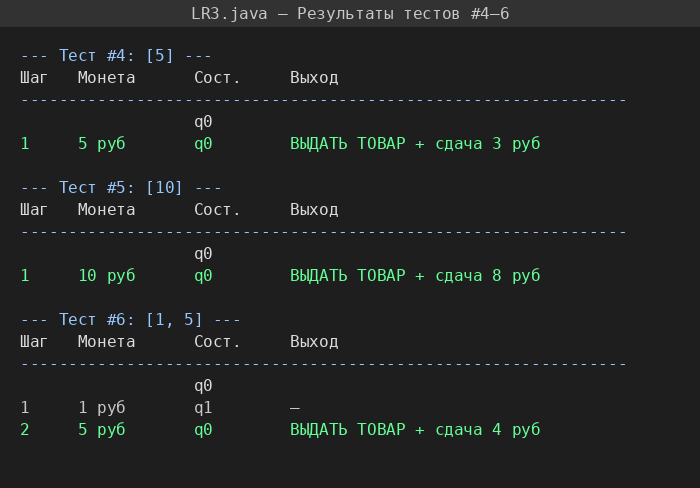 LR3.java — Результаты тестов #4–6
--- Тест #4: [5] ---
Шаг Монета Сост. Выход
---------------------------------------------------------------
q0
1 5 руб q0 ВЫДАТЬ ТОВАР + сдача 3 руб
--- Тест #5: [10] ---
Шаг Монета Сост. Выход
---------------------------------------------------------------
q0
1 10 руб q0 ВЫДАТЬ ТОВАР + сдача 8 руб
--- Тест #6: [1, 5] ---
Шаг Монета Сост. Выход
---------------------------------------------------------------
q0
1 1 руб q1 —
2 5 руб q0 ВЫДАТЬ ТОВАР + сдача 4 руб